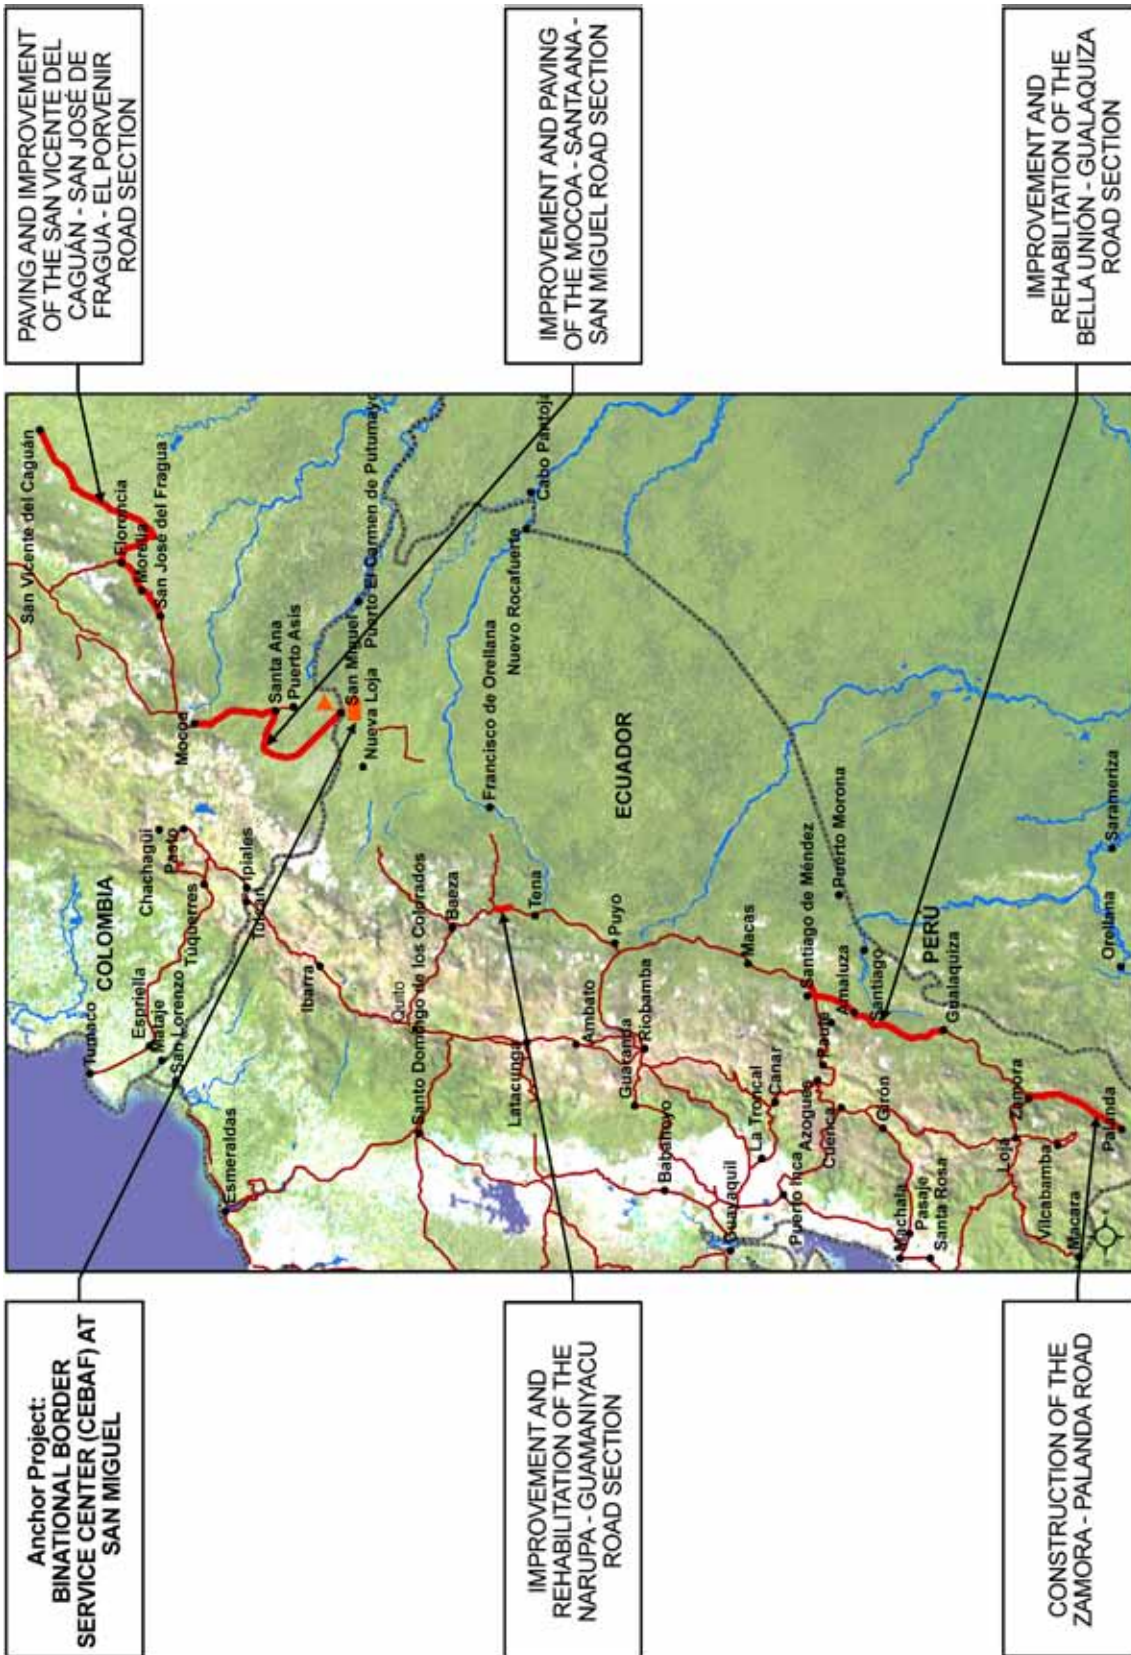 PAVING AND IMPROVEMENT
OF THE SAN VICENTE DEL
CAGUÁN - SAN JOSÉ DE
FRAGUA - EL PORVENIR
ROAD SECTION
IMPROVEMENT AND PAVING
OF THE MOCOA - SANTA ANA -
SAN MIGUEL ROAD SECTION
IMPROVEMENT AND
REHABILITATION OF THE
BELLA UNIÓN - GUALAQUIZA
ROAD SECTION
San Vicente del Caguán
Florencia
Morelia
San José del Fragua
Mocoa
Santa Ana
Puerto Asis
San Miguel
Puerto El Carmen de Putumayo
Nueva Loja
Cabo Pantoja
Nuevo Rocafuerte
Francisco de Orellana
ECUADOR
COLOMBIA
Chachagüi
Pasto
Túquerres
Ipiales
Tulcán
Tumaco
Espriella
Mataje
San Lorenzo
Ibarra
Esmeraldas
Quito
Santo Domingo de los Colorados
Baeza
Tena
Latacunga
Ambato
Puyo
Guaranda
Riobamba
Babahoyo
Macas
Guayaquil
La Troncal
Canar
Puerto Inca
Azogues
Cuenca
Paute
Santiago de Méndez
Amaluza
Santiago
Puerto Morona
PERU
Gualaquiza
Girón
Machala
Pasaje
Santa Rosa
Zamora
Loja
Vilcabamba
Macara
Palanda
Orellana
Sarameriza
Anchor Project:
BINATIONAL BORDER
SERVICE CENTER (CEBAF) AT
SAN MIGUEL
IMPROVEMENT AND
REHABILITATION OF THE
NARUPA - GUAMANIYACU
ROAD SECTION
CONSTRUCTION OF THE
ZAMORA - PALANDA ROAD